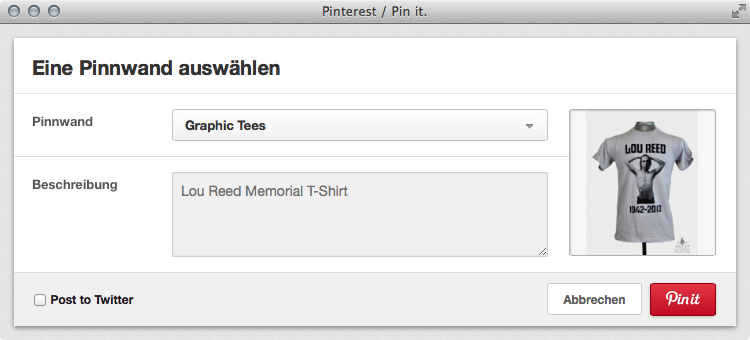 Pinterest / Pin it.
Eine Pinnwand auswählen
Pinnwand
Graphic Tees
Beschreibung
Lou Reed Memorial T-Shirt
LOU REED
1942-2013
Post to Twitter
Abbrechen
Pin it